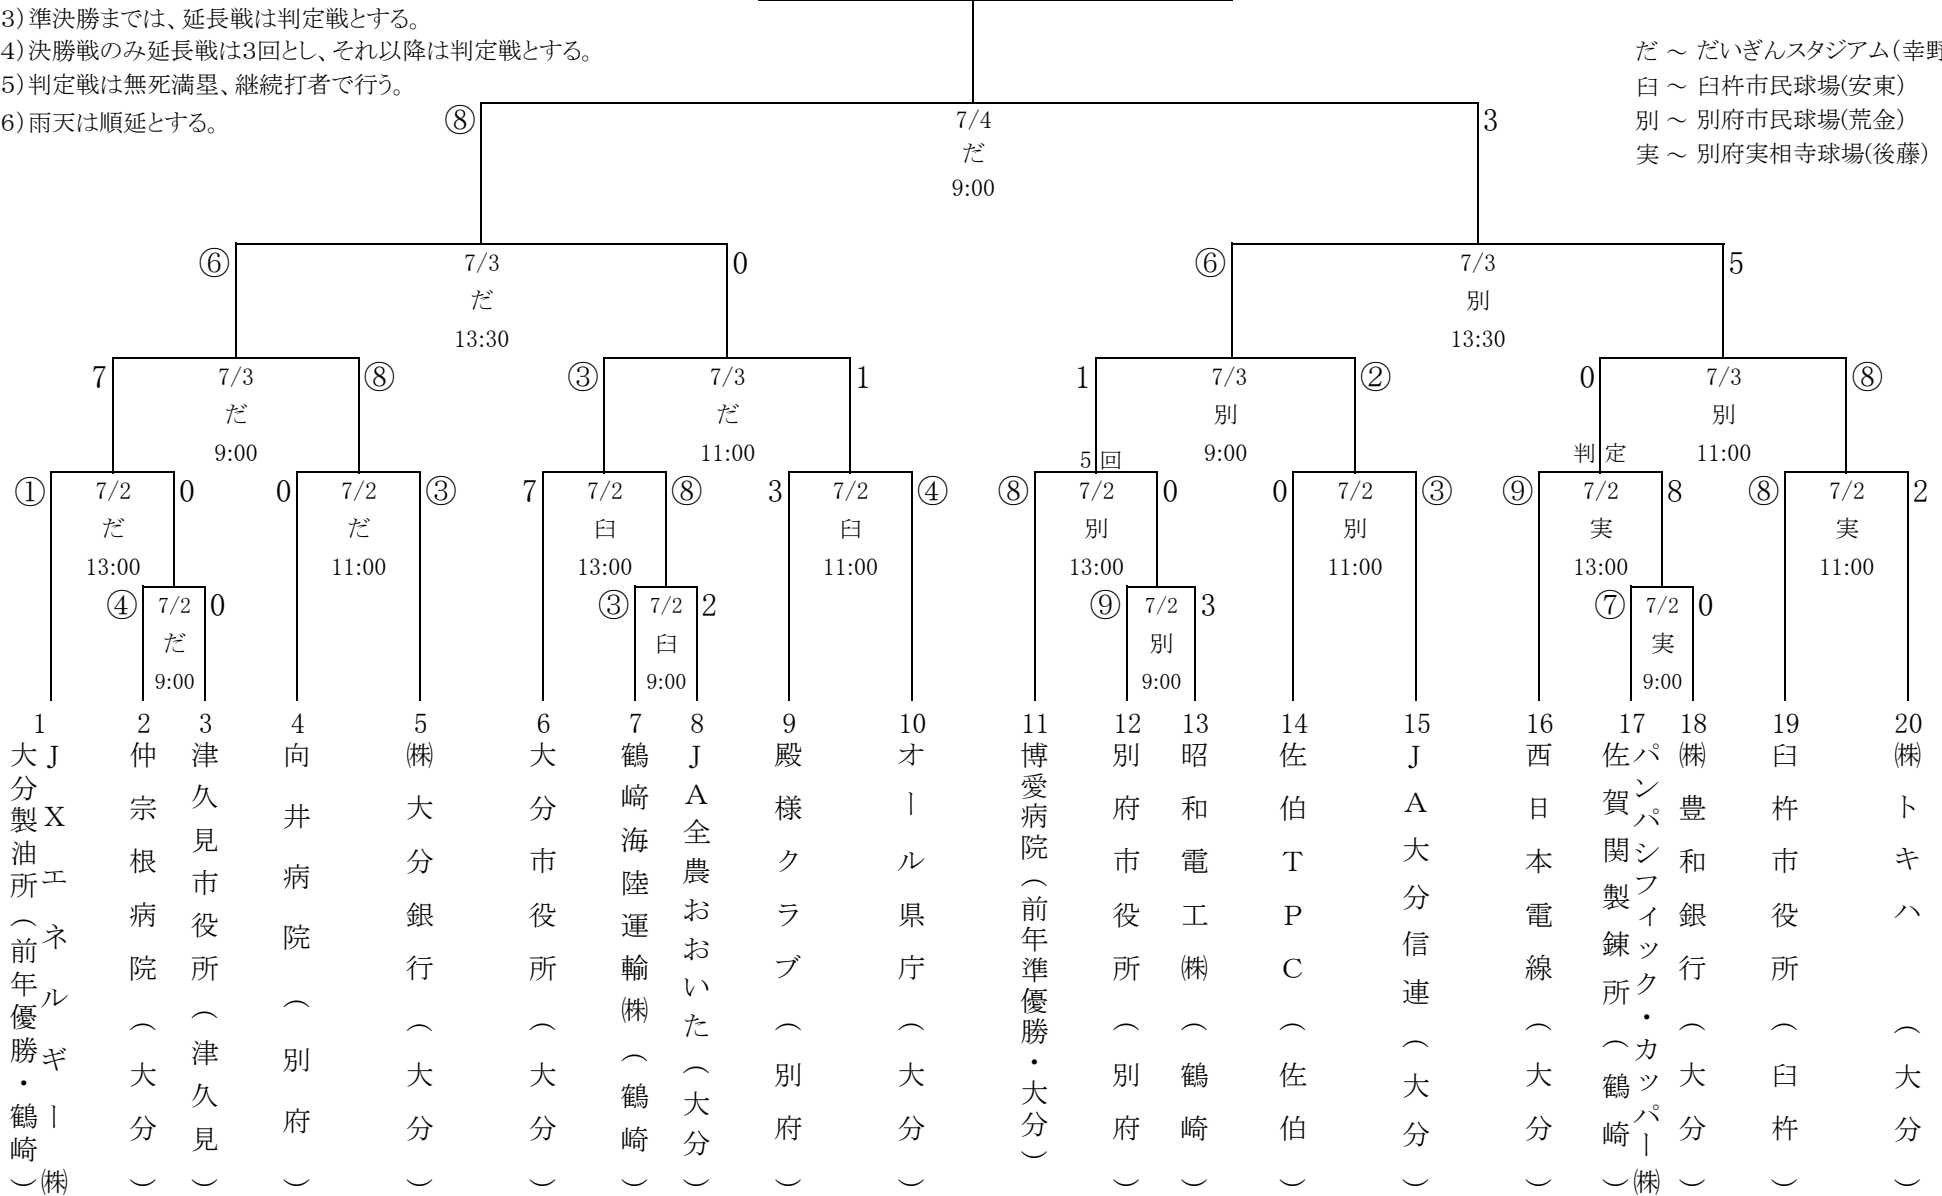 3）準決勝までは、延長戦は判定戦とする。
4）決勝戦のみ延長戦は3回とし、それ以降は判定戦とする。
5）判定戦は無死満塁、継続打者で行う。
6）雨天は順延とする。
だ ～ だいぎんスタジアム（幸野
臼 ～ 臼杵市民球場(安東)
別 ～ 別府市民球場(荒金)
実 ～ 別府実相寺球場(後藤)
⑧ 7/4 3
だ
9:00
⑥ 7/3 0 ⑥ 7/3 5
だ 別
13:30 13:30
7 7/3 ⑧ ③ 7/3 1 1 7/3 ② 0 7/3 ⑧
だ だ 別 別
9:00 11:00 9:00 11:00
5回 判定
① 7/2 0 0 7/2 ③ 7 7/2 ⑧ 3 7/2 ④ ⑧ 7/2 0 0 7/2 ③ ⑨ 7/2 8 ⑧ 7/2 2
だ だ 臼 臼 別 別 実 実
13:00 11:00 13:00 11:00 13:00 11:00 13:00 11:00
④ 7/2 0 ③ 7/2 2 ⑨ 7/2 3 ⑦ 7/2 0
だ 臼 別 実
9:00 9:00 9:00 9:00
1 2 3 4 5 6 7 8 9 10 11 12 13 14 15 16 17 18 19 20
JXエネルギー㈱
大分製油所（前年優勝・鶴崎）
仲宗根病院（大分）
津久見市役所（津久見）
向井病院（別府）
㈱大分銀行（大分）
大分市役所（大分）
鶴﨑海陸運輸㈱（鶴崎）
JA全農おおいた（大分）
殿様クラブ（別府）
オール県庁（大分）
博愛病院（前年準優勝・大分）
別府市役所（別府）
昭和電工㈱（鶴崎）
佐伯TPC（佐伯）
JA大分信連（大分）
西日本電線（大分）
パンパシフィック・カッパー㈱
佐賀関製錬所（鶴崎）
㈱豊和銀行（大分）
臼杵市役所（臼杵）
㈱トキハ（大分）